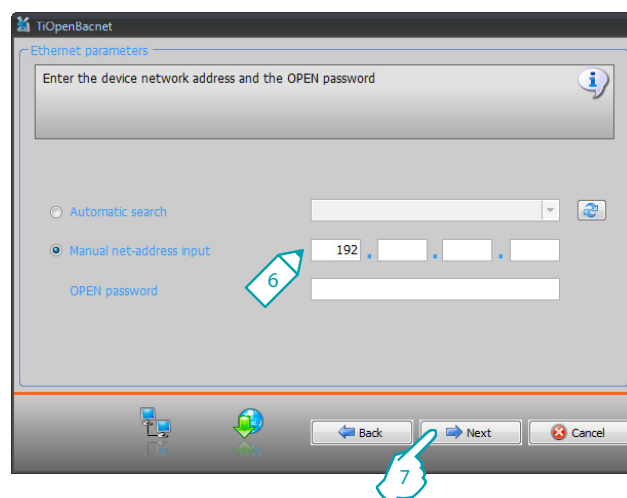 TiOpenBacnet
Ethernet parameters
Enter the device network address and the OPEN password
Automatic search
Manual net-address input 192 . . .
6
OPEN password
Back Next Cancel
7